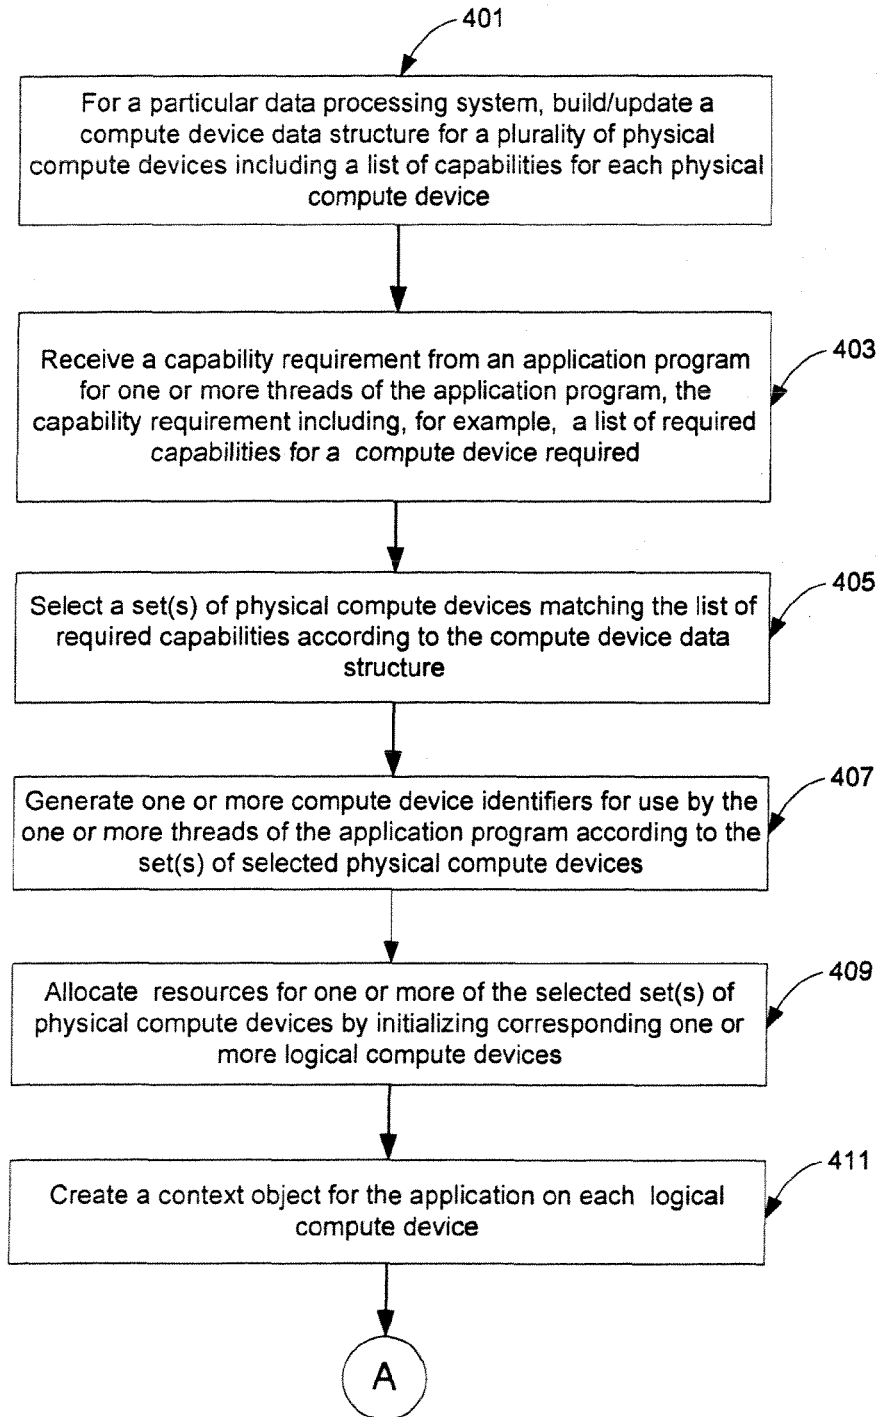 401
For a particular data processing system, build/update a
compute device data structure for a plurality of physical
compute devices including a list of capabilities for each physical
compute device
403
Receive a capability requirement from an application program
for one or more threads of the application program, the
capability requirement including, for example, a list of required
capabilities for a compute device required
405
Select a set(s) of physical compute devices matching the list of
required capabilities according to the compute device data
structure
407
Generate one or more compute device identifiers for use by the
one or more threads of the application program according to the
set(s) of selected physical compute devices
409
Allocate resources for one or more of the selected set(s) of
physical compute devices by initializing corresponding one or
more logical compute devices
411
Create a context object for the application on each logical
compute device
A